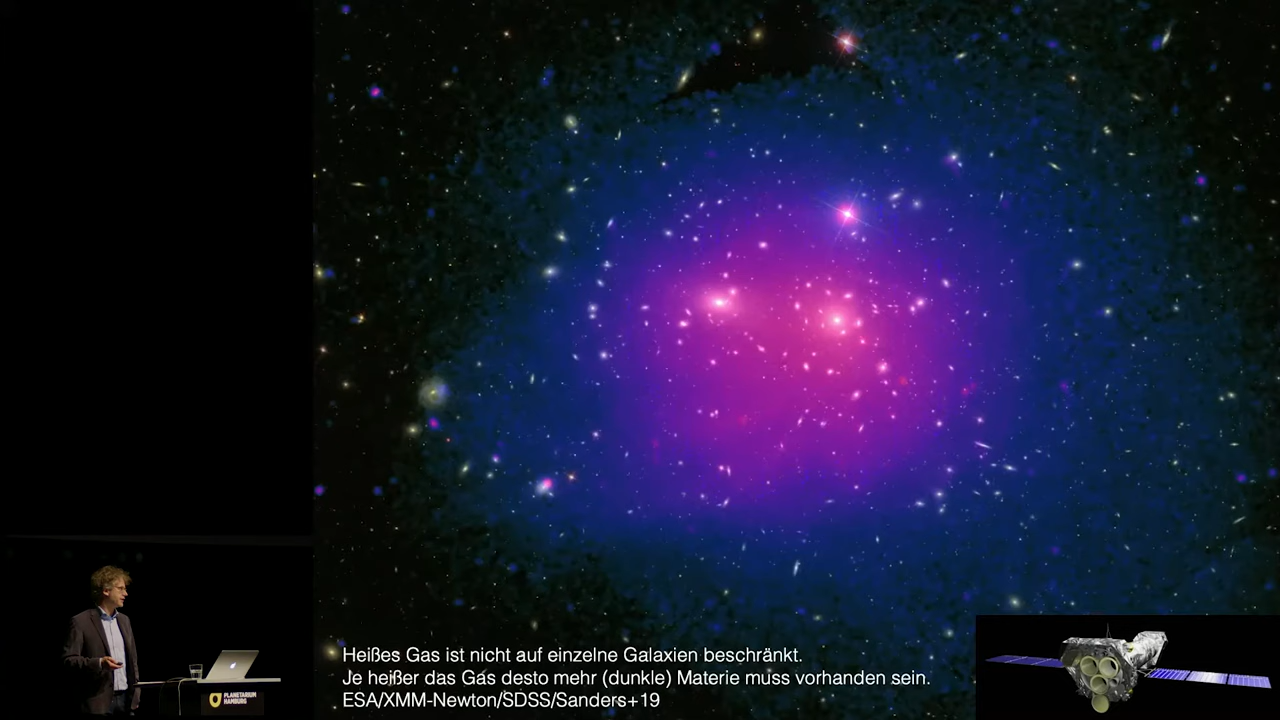 Heißes Gas ist nicht auf einzelne Galaxien beschränkt.
Je heißer das Gas desto mehr (dunkle) Materie muss vorhanden sein.
ESA/XMM-Newton/SDSS/Sanders+19
PLANETARIUM
HAMBURG